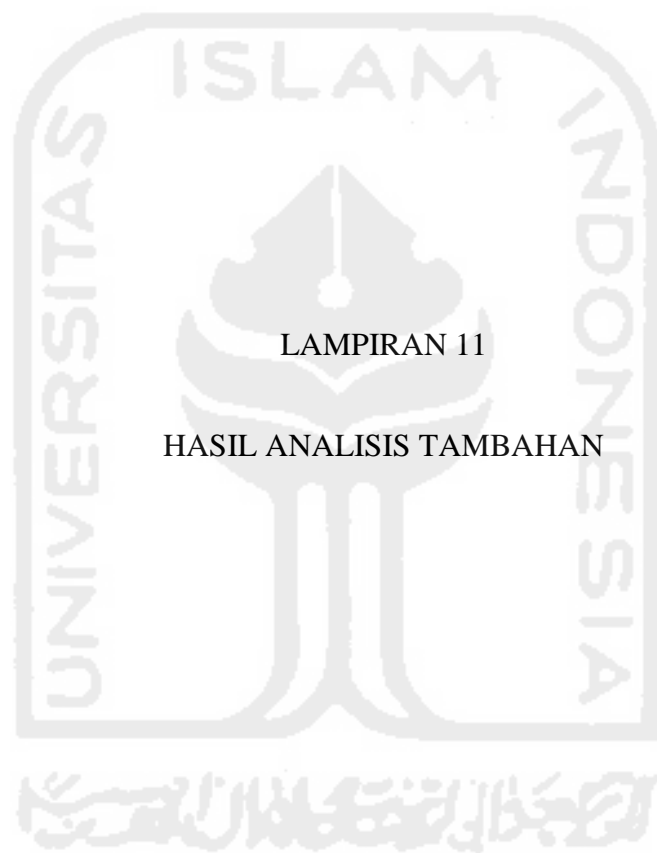 UNIVERSITAS
ISLAM
INDONESIA
LAMPIRAN 11
HASIL ANALISIS TAMBAHAN